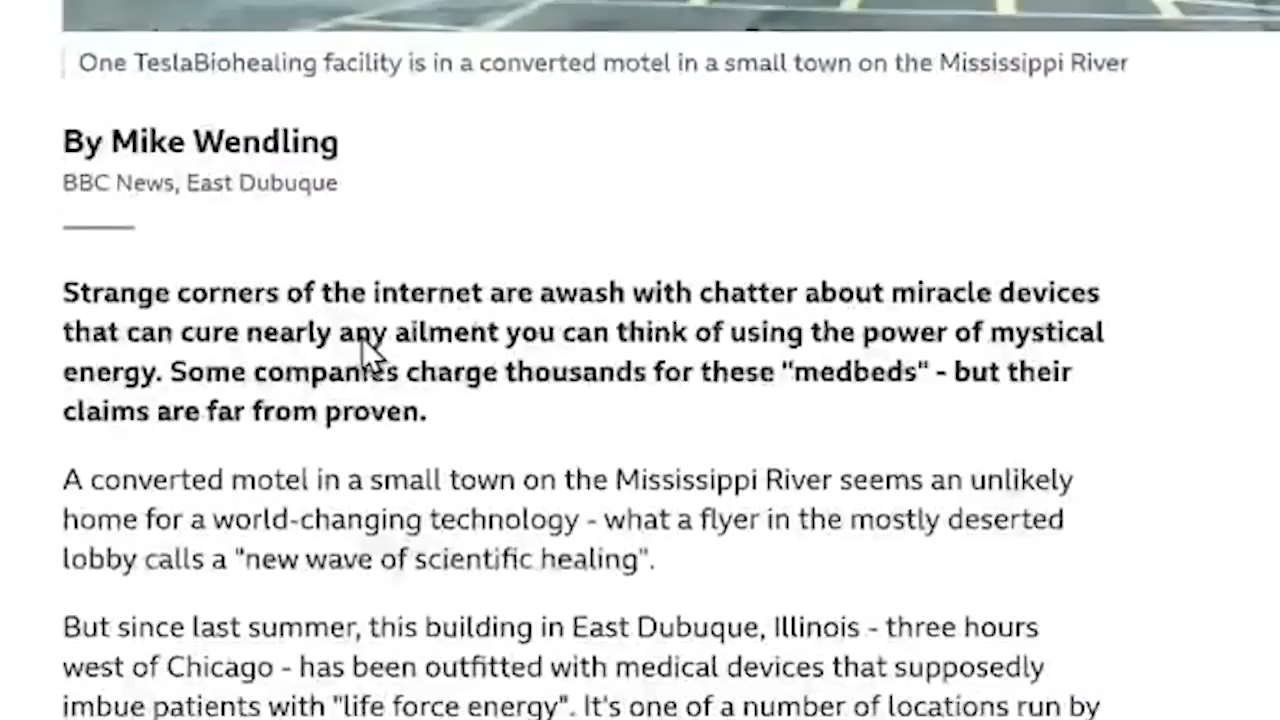 One TeslaBiohealing facility is in a converted motel in a small town on the Mississippi River
By Mike Wendling
BBC News, East Dubuque
Strange corners of the internet are awash with chatter about miracle devices
that can cure nearly any ailment you can think of using the power of mystical
energy. Some companies charge thousands for these "medbeds" - but their
claims are far from proven.
A converted motel in a small town on the Mississippi River seems an unlikely
home for a world-changing technology - what a flyer in the mostly deserted
lobby calls a "new wave of scientific healing".
But since last summer, this building in East Dubuque, Illinois - three hours
west of Chicago - has been outfitted with medical devices that supposedly
imbue patients with "life force energy". It's one of a number of locations run by